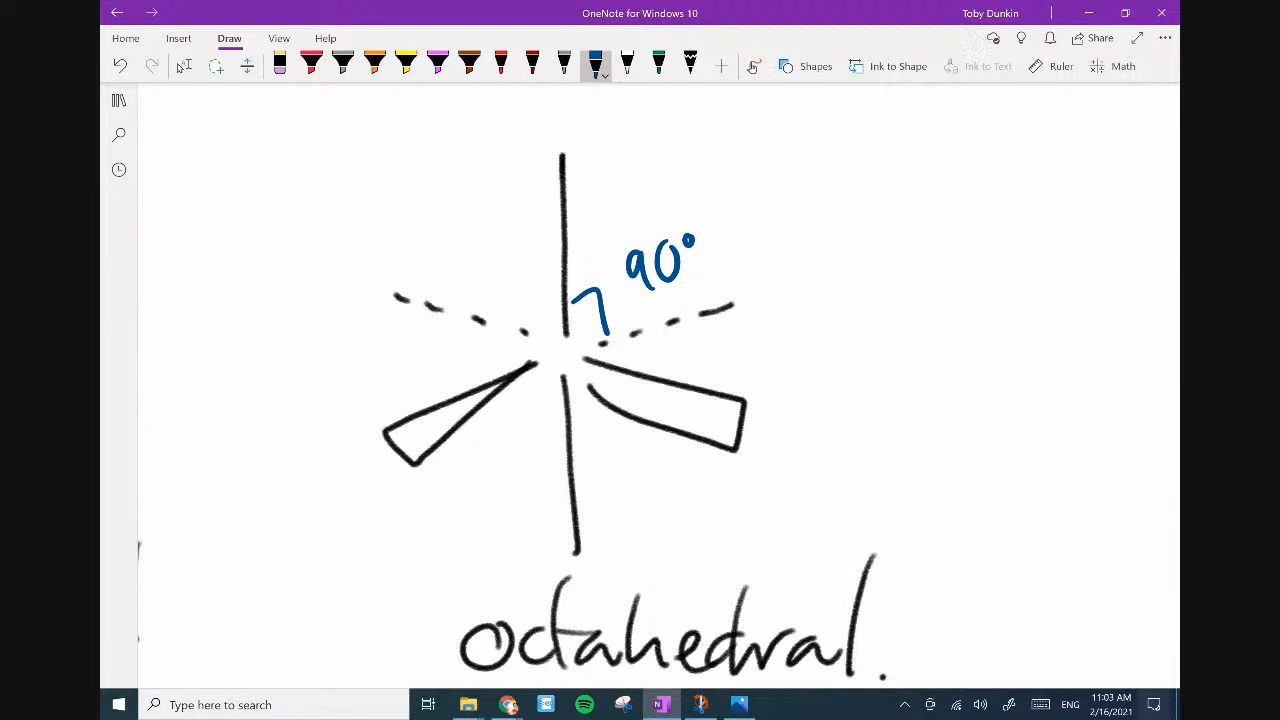 OneNote for Windows 10
Toby Dunkin
Home Insert Draw View Help
Share
Shapes Ink to Shape Ink to Text Ruler Math
90°
octahedral.
Type here to search
ENG
11:03 AM
2/16/2021